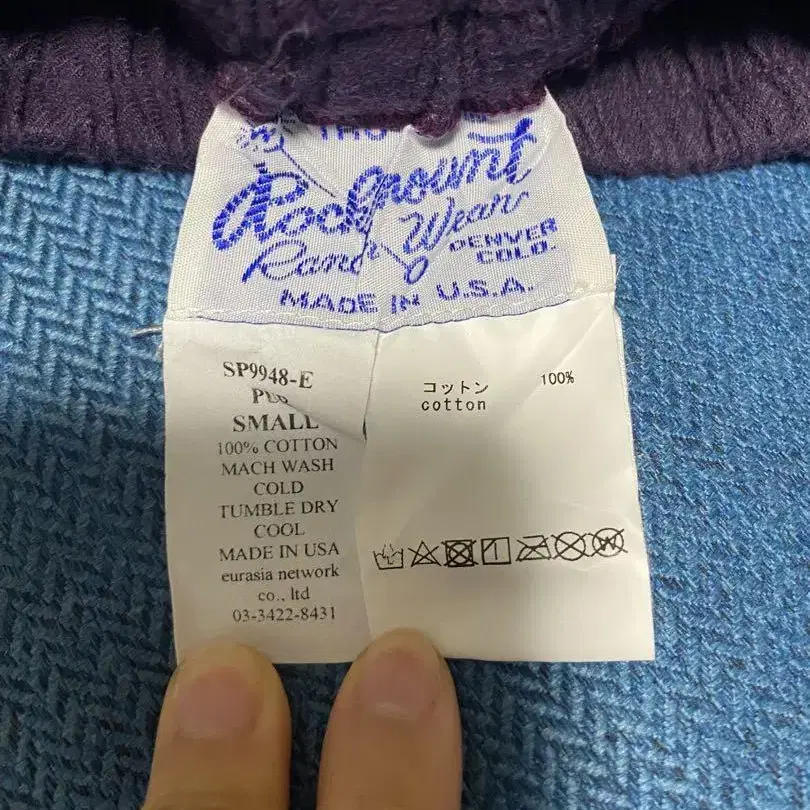 Rockmount
Ranch Wear
DENVER
COLO.
MADE IN U.S.A.
SP9948-E
SMALL
100% COTTON
MACH WASH
COLD
TUMBLE DRY
COOL
MADE IN USA
eurasia network
co., ltd
03-3422-8431
コットン 100%
cotton